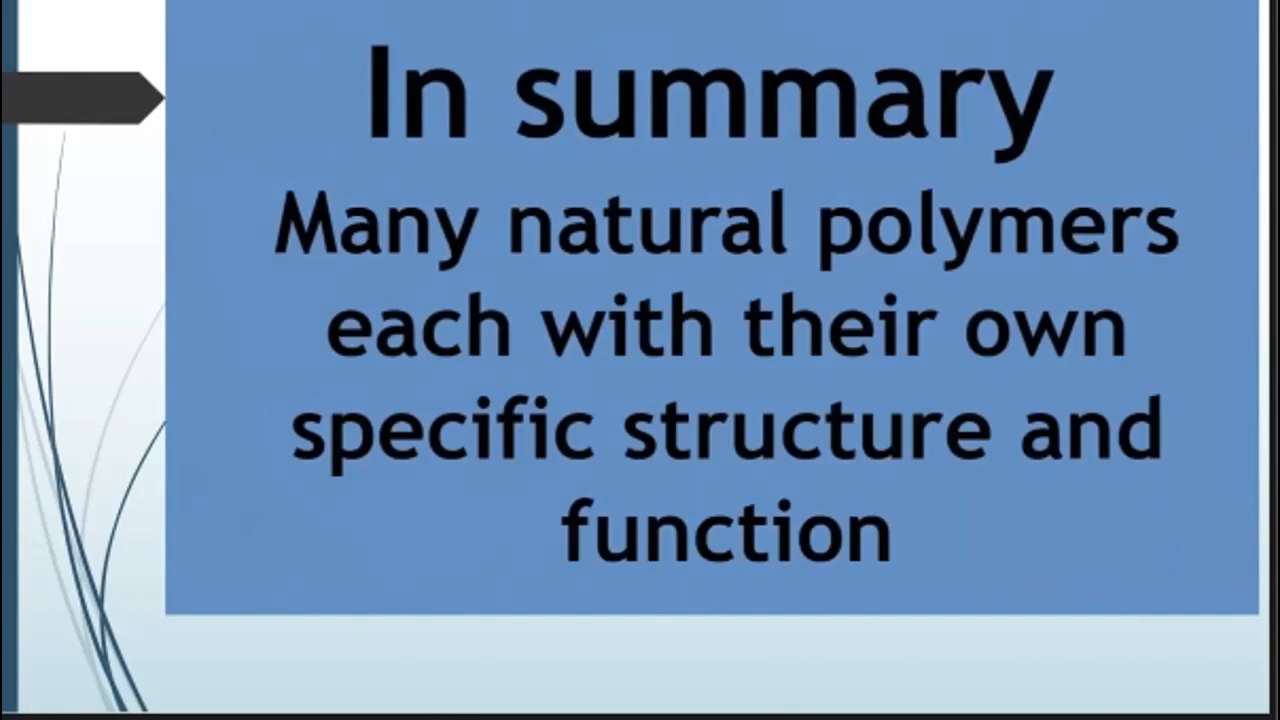 In summary
Many natural polymers
each with their own
specific structure and
function